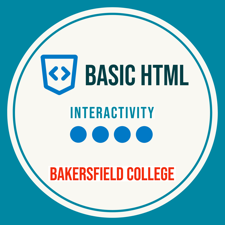 BASIC HTML
INTERACTIVITY
BAKERSFIELD COLLEGE